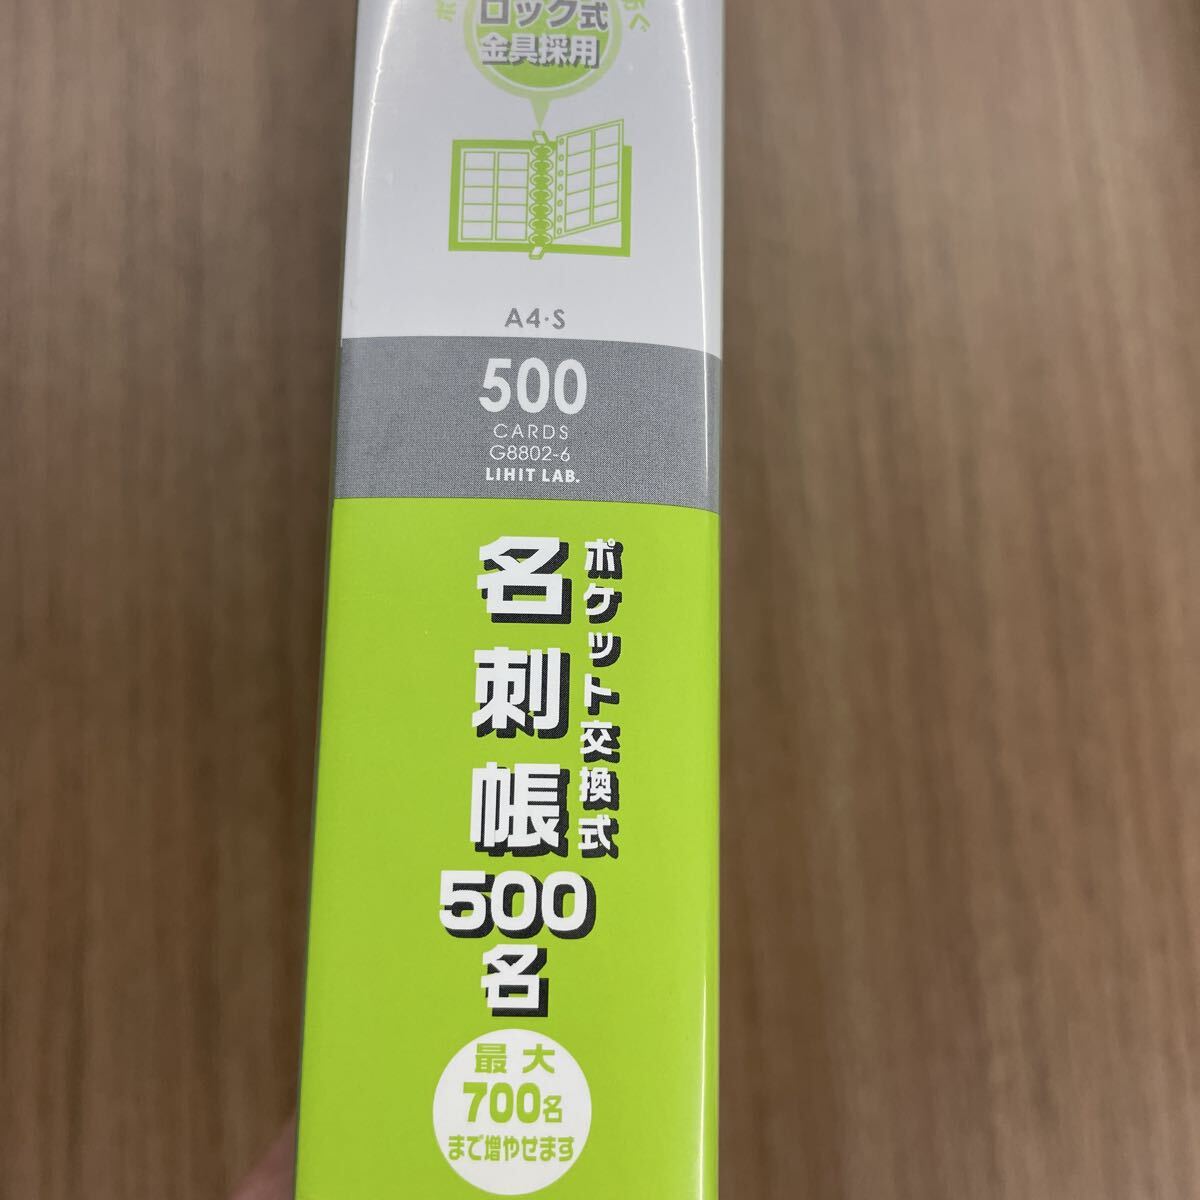 ロック式
金具採用
A4・S
500
CARDS
G8802-6
LIHIT LAB.
ポケット交換式
名刺帳
500
名
最大
700名
まで増やせます